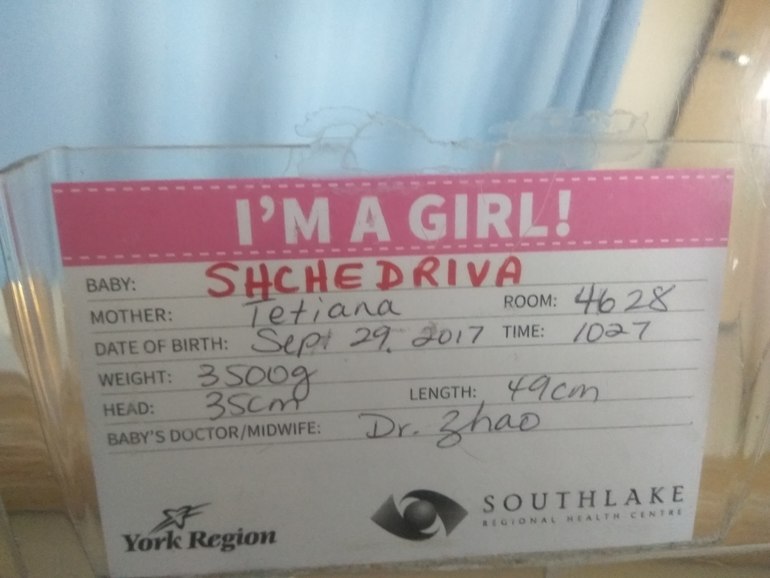 I'M A GIRL!
BABY: SHCHEDRIVA
MOTHER: Tetiana ROOM: 4628
DATE OF BIRTH: Sept 29, 2017 TIME: 1027
WEIGHT: 3500g
HEAD: 35cm LENGTH: 49cm
BABY'S DOCTOR/MIDWIFE: Dr. Zhao
York Region
SOUTHLAKE
REGIONAL HEALTH CENTRE